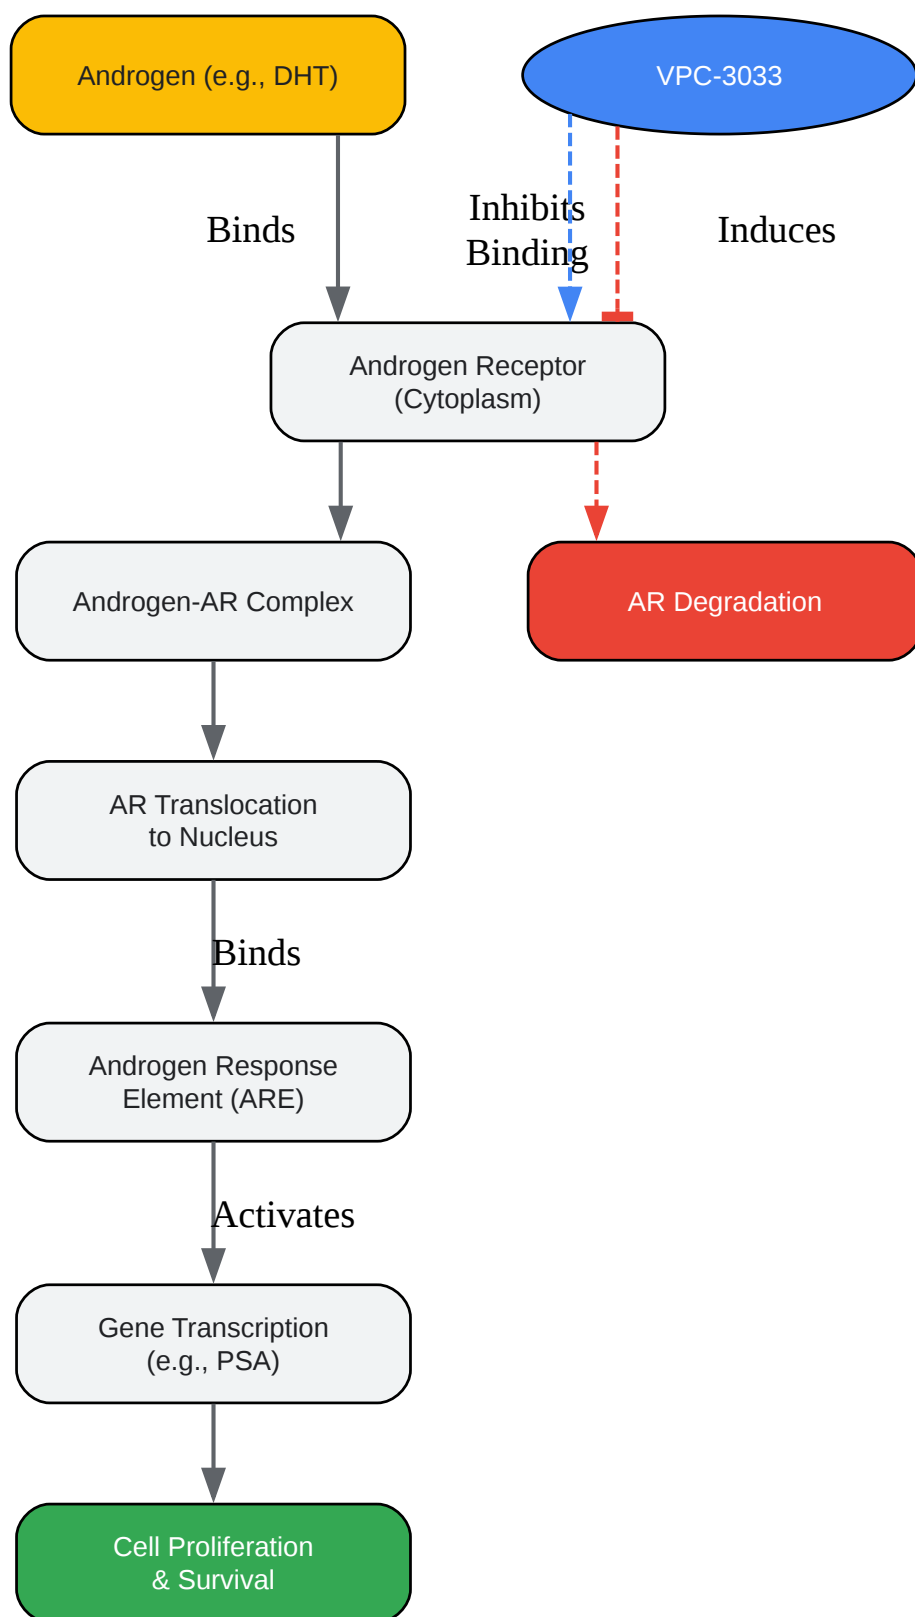 Androgen (e.g., DHT)
VPC-3033
Binds
Inhibits
Binding
Induces
Androgen Receptor
(Cytoplasm)
Androgen-AR Complex
AR Degradation
AR Translocation
to Nucleus
Binds
Androgen Response
Element (ARE)
Activates
Gene Transcription
(e.g., PSA)
Cell Proliferation
& Survival